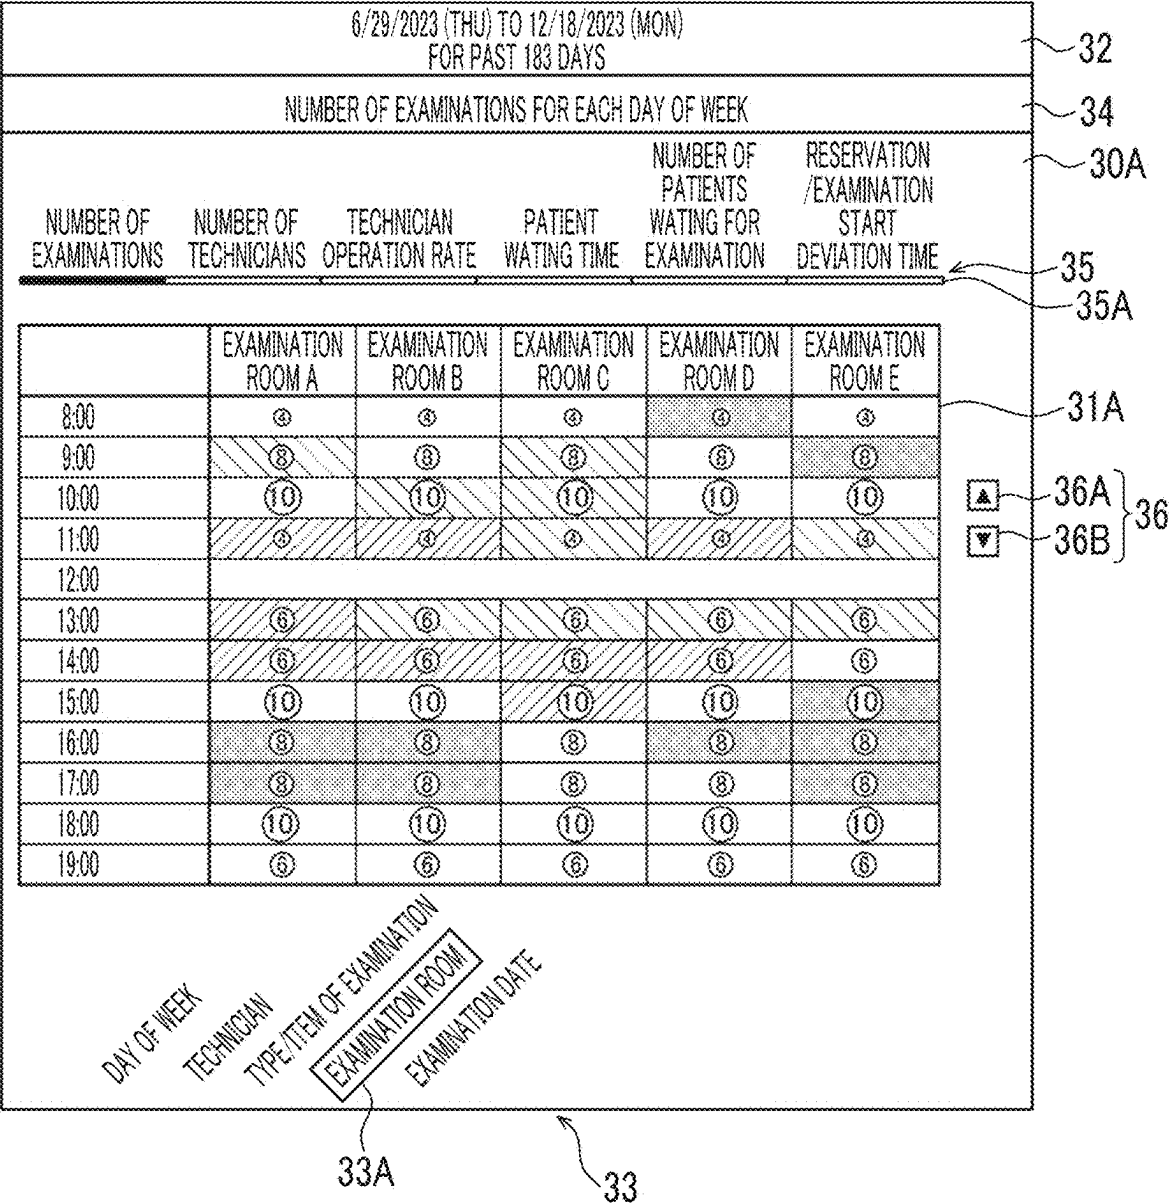 6/29/2023 (THU) TO 12/18/2023 (MON)
FOR PAST 183 DAYS
32
NUMBER OF EXAMINATIONS FOR EACH DAY OF WEEK
34
30A
NUMBER OF
EXAMINATIONS
NUMBER OF
TECHNICIANS
TECHNICIAN
OPERATION RATE
PATIENT
WATING TIME
NUMBER OF
PATIENTS
WATING FOR
EXAMINATION
RESERVATION
/EXAMINATION
START
DEVIATION TIME
35
35A
EXAMINATION
ROOM A
EXAMINATION
ROOM B
EXAMINATION
ROOM C
EXAMINATION
ROOM D
EXAMINATION
ROOM E
31A
8:00 4 4 4 4 4
9:00 8 8 8 8 8
10:00 10 10 10 10 10
11:00 4 4 4 4 4
12:00
13:00 6 6 6 6 6
14:00 6 6 6 6 6
15:00 10 10 10 10 10
16:00 8 8 8 8 8
17:00 8 8 8 8 8
18:00 10 10 10 10 10
19:00 6 6 6 6 6
▲ 36A
▼ 36B
36
DAY OF WEEK
TECHNICIAN
TYPE/ITEM OF EXAMINATION
EXAMINATION ROOM
EXAMINATION DATE
33A
33